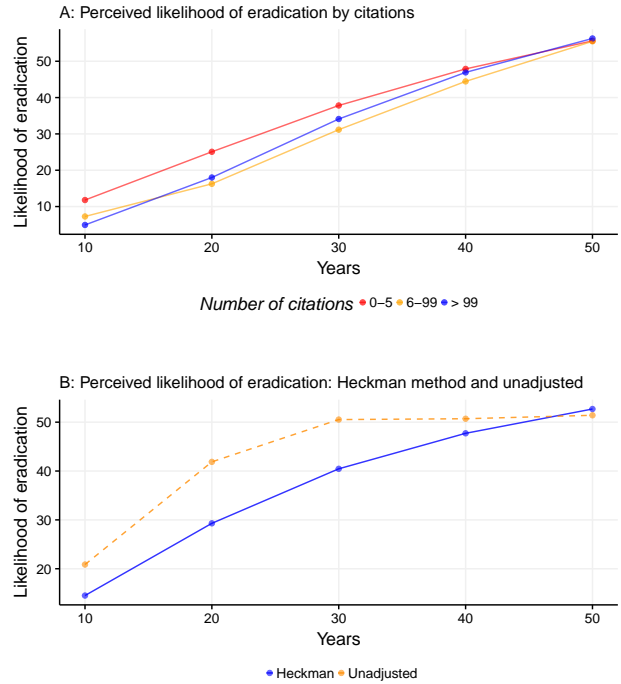 A: Perceived likelihood of eradication by citations
Likelihood of eradication
50
40
30
20
10
10 20 30 40 50
Years
Number of citations 0–5 6–99 > 99
B: Perceived likelihood of eradication: Heckman method and unadjusted
Likelihood of eradication
50
40
30
20
10 20 30 40 50
Years
Heckman Unadjusted